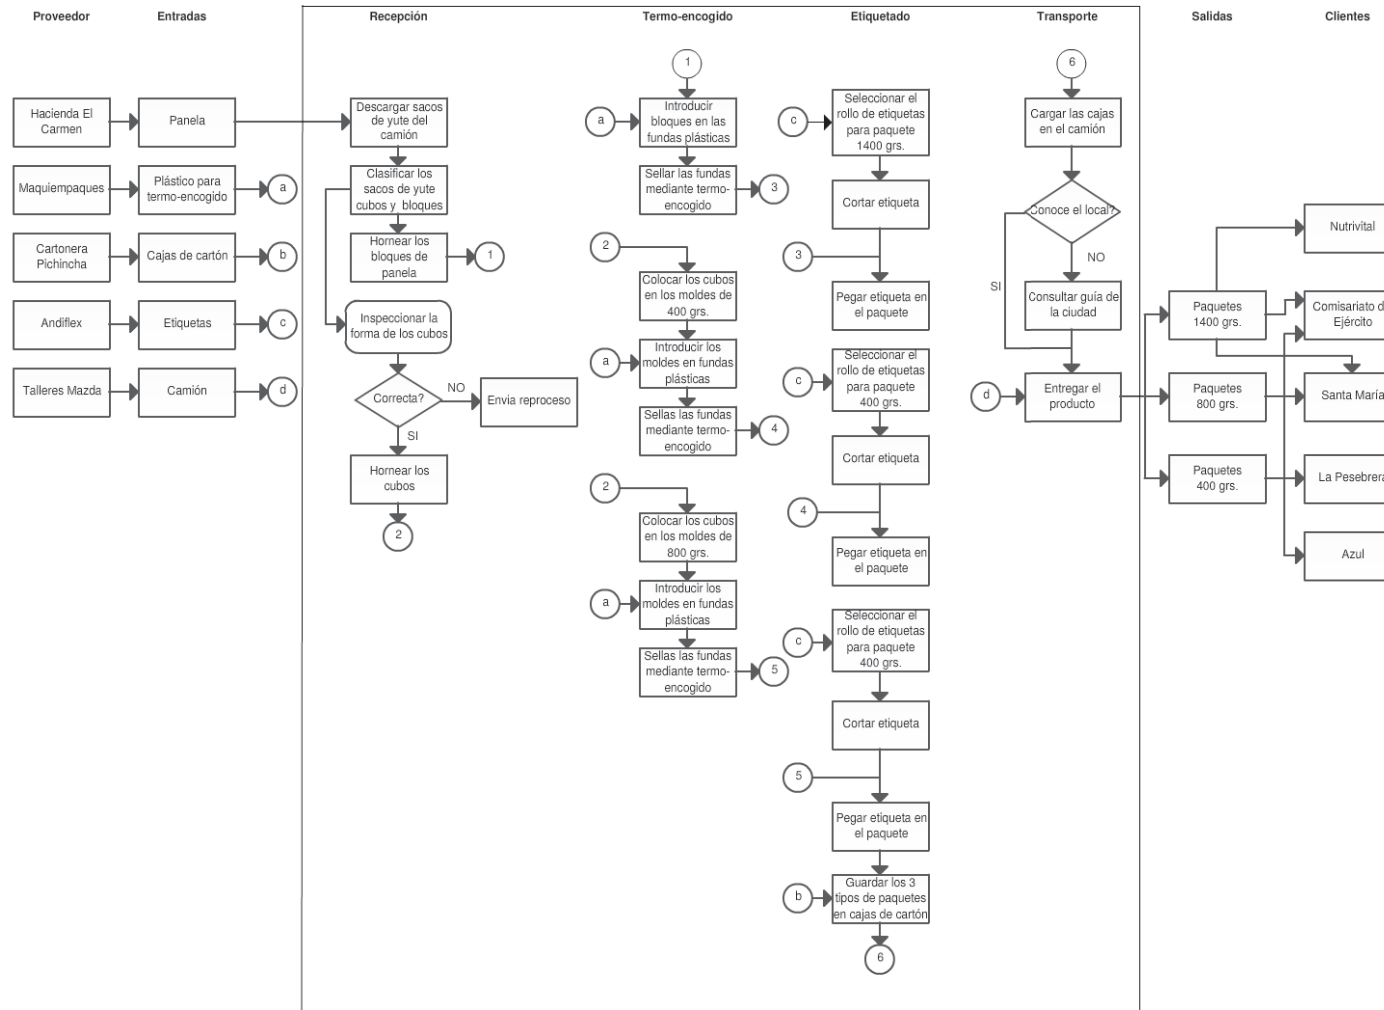 Proveedor
Entradas
Recepción
Termo-encogido
Etiquetado
Transporte
Salidas
Clientes
Hacienda El
Carmen
Panela
Maquiempaques
Plástico para
termo-encogido
a
Cartonera
Pichincha
Cajas de cartón
b
Andiflex
Etiquetas
c
Talleres Mazda
Camión
d
Descargar sacos
de yute del
camión
Clasificar los
sacos de yute
cubos y bloques
Hornear los
bloques de
panela
1
Inspeccionar la
forma de los cubos
Correcta?
NO
Envia reproceso
SI
Hornear los
cubos
2
1
a
Introducir
bloques en las
fundas plásticas
Sellar las fundas
mediante termo-
encogido
3
2
Colocar los cubos
en los moldes de
400 grs.
a
Introducir los
moldes en fundas
plásticas
Sellas las fundas
mediante termo-
encogido
4
2
Colocar los cubos
en los moldes de
800 grs.
a
Introducir los
moldes en fundas
plásticas
Sellas las fundas
mediante termo-
encogido
5
c
Seleccionar el
rollo de etiquetas
para paquete
1400 grs.
Cortar etiqueta
3
Pegar etiqueta en
el paquete
c
Seleccionar el
rollo de etiquetas
para paquete
400 grs.
Cortar etiqueta
4
Pegar etiqueta en
el paquete
c
Seleccionar el
rollo de etiquetas
para paquete
400 grs.
Cortar etiqueta
5
Pegar etiqueta en
el paquete
b
Guardar los 3
tipos de paquetes
en cajas de cartón
6
6
Cargar las cajas
en el camión
Conoce el local?
NO
SI
Consultar guía de
la ciudad
d
Entregar el
producto
Paquetes
1400 grs.
Paquetes
800 grs.
Paquetes
400 grs.
Nutrivital
Comisariato d
Ejército
Santa María
La Pesebrera
Azul